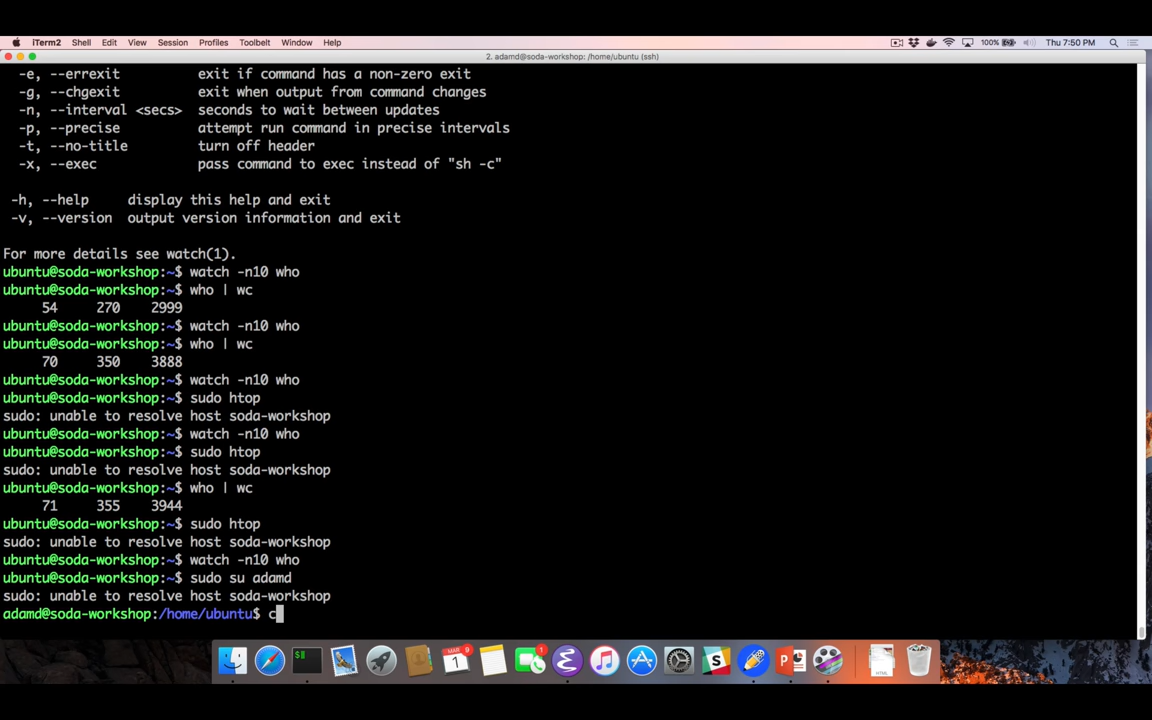 iTerm2 Shell Edit View Session Profiles Toolbelt Window Help 100% Thu 7:50 PM
2. adamd@soda-workshop: /home/ubuntu (ssh)
-e, --errexit exit if command has a non-zero exit
-g, --chgexit exit when output from command changes
-n, --interval <secs> seconds to wait between updates
-p, --precise attempt run command in precise intervals
-t, --no-title turn off header
-x, --exec pass command to exec instead of "sh -c"
-h, --help display this help and exit
-v, --version output version information and exit
For more details see watch(1).
ubuntu@soda-workshop:~$ watch -n10 who
ubuntu@soda-workshop:~$ who | wc
54 270 2999
ubuntu@soda-workshop:~$ watch -n10 who
ubuntu@soda-workshop:~$ who | wc
70 350 3888
ubuntu@soda-workshop:~$ watch -n10 who
ubuntu@soda-workshop:~$ sudo htop
sudo: unable to resolve host soda-workshop
ubuntu@soda-workshop:~$ watch -n10 who
ubuntu@soda-workshop:~$ sudo htop
sudo: unable to resolve host soda-workshop
ubuntu@soda-workshop:~$ who | wc
71 355 3944
ubuntu@soda-workshop:~$ sudo htop
sudo: unable to resolve host soda-workshop
ubuntu@soda-workshop:~$ watch -n10 who
ubuntu@soda-workshop:~$ sudo su adamd
sudo: unable to resolve host soda-workshop
adamd@soda-workshop:/home/ubuntu$ c
$
MAR 9
1
1
S
P
HTML